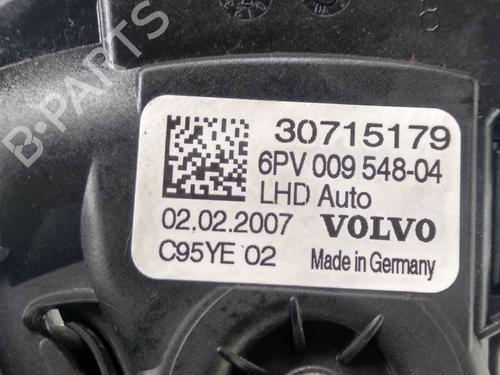 B-PARTS
30715179
6PV 009 548-04
LHD Auto
02.02.2007 VOLVO
C95YE 02 Made in Germany